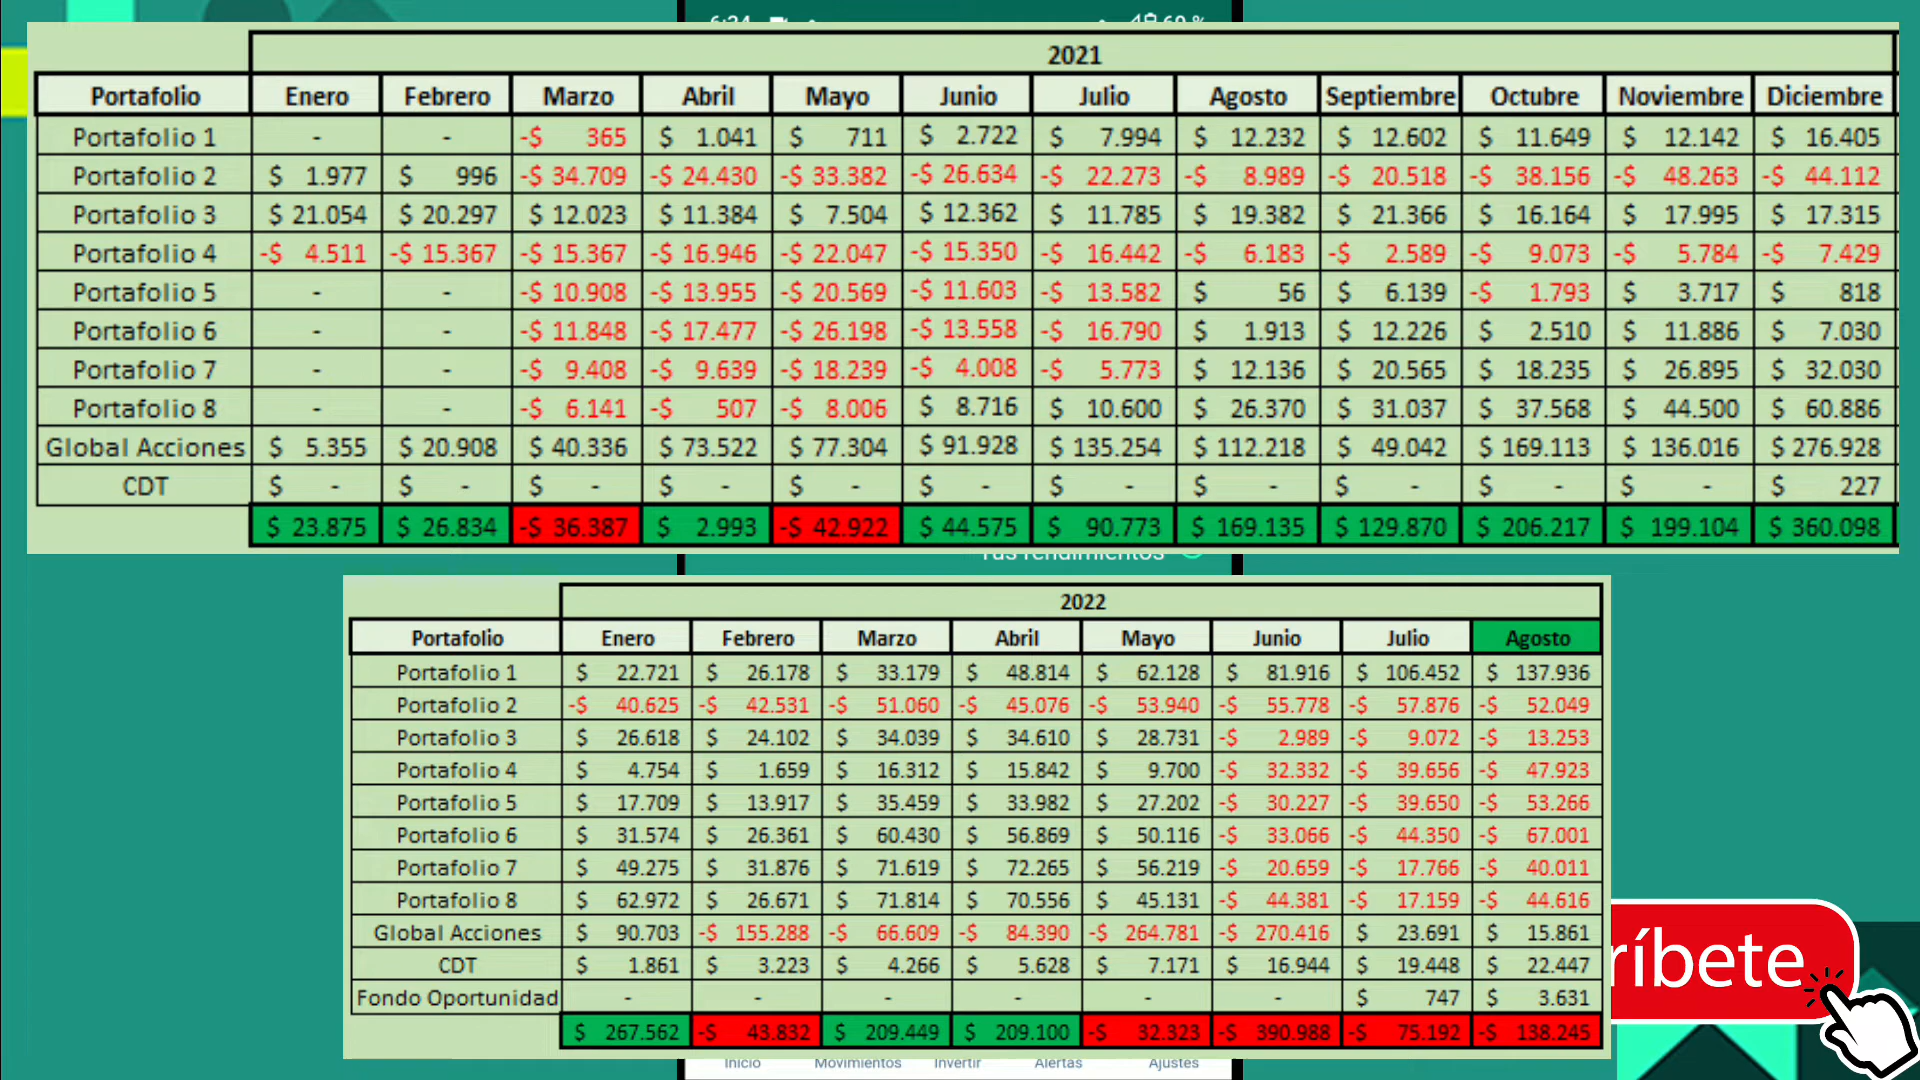 2021
Portafolio Enero Febrero Marzo Abril Mayo Junio Julio Agosto Septiembre Octubre Noviembre Diciembre
Portafolio 1 - - -$ 365 $ 1.041 $ 711 $ 2.722 $ 7.994 $ 12.232 $ 12.602 $ 11.649 $ 12.142 $ 16.405
Portafolio 2 $ 1.977 $ 996 -$ 34.709 -$ 24.430 -$ 33.382 -$ 26.634 -$ 22.273 -$ 8.989 -$ 20.518 -$ 38.156 -$ 48.263 -$ 44.112
Portafolio 3 $ 21.054 $ 20.297 $ 12.023 $ 11.384 $ 7.504 $ 12.362 $ 11.785 $ 19.382 $ 21.366 $ 16.164 $ 17.995 $ 17.315
Portafolio 4 -$ 4.511 -$ 15.367 -$ 15.367 -$ 16.946 -$ 22.047 -$ 15.350 -$ 16.442 -$ 6.183 -$ 2.589 -$ 9.073 -$ 5.784 -$ 7.429
Portafolio 5 - - -$ 10.908 -$ 13.955 -$ 20.569 -$ 11.603 -$ 13.582 $ 56 $ 6.139 -$ 1.793 $ 3.717 $ 818
Portafolio 6 - - -$ 11.848 -$ 17.477 -$ 26.198 -$ 13.558 -$ 16.790 $ 1.913 $ 12.226 $ 2.510 $ 11.886 $ 7.030
Portafolio 7 - - -$ 9.408 -$ 9.639 -$ 18.239 -$ 4.008 -$ 5.773 $ 12.136 $ 20.565 $ 18.235 $ 26.895 $ 32.030
Portafolio 8 - - -$ 6.141 -$ 507 -$ 8.006 $ 8.716 $ 10.600 $ 26.370 $ 31.037 $ 37.568 $ 44.500 $ 60.886
Global Acciones $ 5.355 $ 20.908 $ 40.336 $ 73.522 $ 77.304 $ 91.928 $ 135.254 $ 112.218 $ 49.042 $ 169.113 $ 136.016 $ 276.928
CDT $ - $ - $ - $ - $ - $ - $ - $ - $ - $ - $ - $ 227
$ 23.875 $ 26.834 -$ 36.387 $ 2.993 -$ 42.922 $ 44.575 $ 90.773 $ 169.135 $ 129.870 $ 206.217 $ 199.104 $ 360.098
Tus rendimientos
2022
Portafolio Enero Febrero Marzo Abril Mayo Junio Julio Agosto
Portafolio 1 $ 22.721 $ 26.178 $ 33.179 $ 48.814 $ 62.128 $ 81.916 $ 106.452 $ 137.936
Portafolio 2 -$ 40.625 -$ 42.531 -$ 51.060 -$ 45.076 -$ 53.940 -$ 55.778 -$ 57.876 -$ 52.049
Portafolio 3 $ 26.618 $ 24.102 $ 34.039 $ 34.610 $ 28.731 -$ 2.989 -$ 9.072 -$ 13.253
Portafolio 4 $ 4.754 $ 1.659 $ 16.312 $ 15.842 $ 9.700 -$ 32.332 -$ 39.656 -$ 47.923
Portafolio 5 $ 17.709 $ 13.917 $ 35.459 $ 33.982 $ 27.202 -$ 30.227 -$ 39.650 -$ 53.266
Portafolio 6 $ 31.574 $ 26.361 $ 60.430 $ 56.869 $ 50.116 -$ 33.066 -$ 44.350 -$ 67.001
Portafolio 7 $ 49.275 $ 31.876 $ 71.619 $ 72.265 $ 56.219 -$ 20.659 -$ 17.766 -$ 40.011
Portafolio 8 $ 62.972 $ 26.671 $ 71.814 $ 70.556 $ 45.131 -$ 44.381 -$ 17.159 -$ 44.616
Global Acciones $ 90.703 -$ 155.288 -$ 66.609 -$ 84.390 -$ 264.781 -$ 270.416 $ 23.691 $ 15.861
CDT $ 1.861 $ 3.223 $ 4.266 $ 5.628 $ 7.171 $ 16.944 $ 19.448 $ 22.447
Fondo Oportunidad - - - - - - $ 747 $ 3.631
$ 267.562 -$ 43.832 $ 209.449 $ 209.100 -$ 32.323 -$ 390.988 -$ 75.192 -$ 138.245
ríbete
Inicio Movimientos Invertir Alertas Ajustes